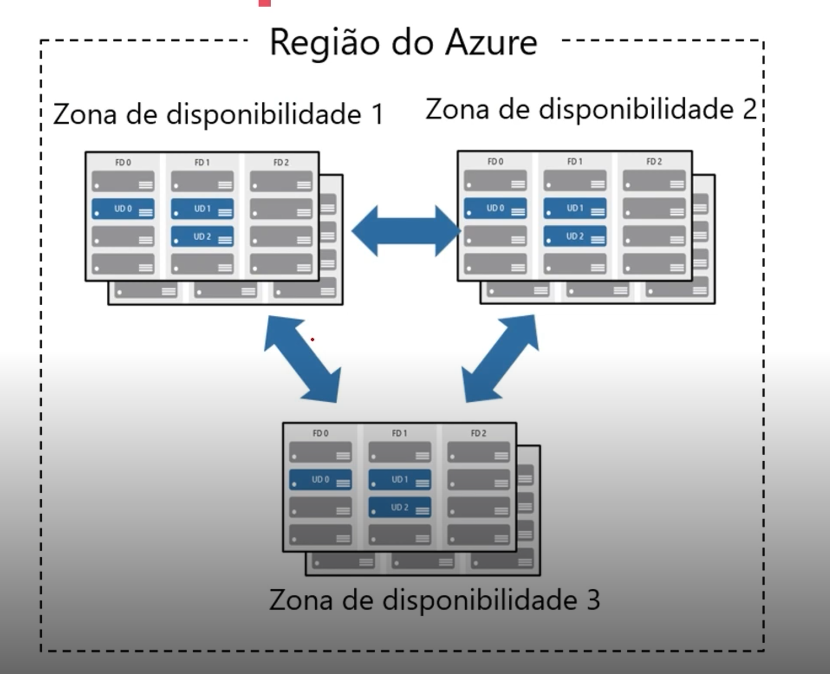 Região do Azure
Zona de disponibilidade 1
Zona de disponibilidade 2
FD 0 FD 1 FD 2
UD 0 UD 1
UD 2
FD 0 FD 1 FD 2
UD 0 UD 1
UD 2
FD 0 FD 1 FD 2
UD 0 UD 1
UD 2
Zona de disponibilidade 3